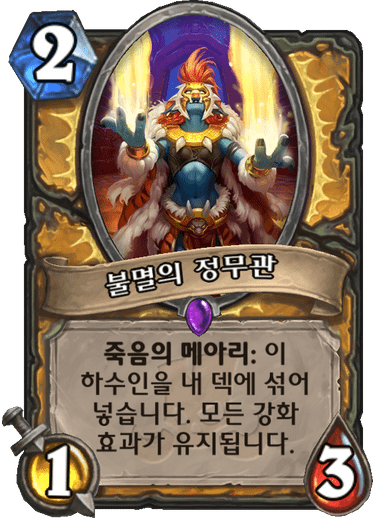 2
불멸의 정무관
죽음의 메아리: 이
하수인을 내 덱에 섞어
넣습니다. 모든 강화
효과가 유지됩니다.
1
3